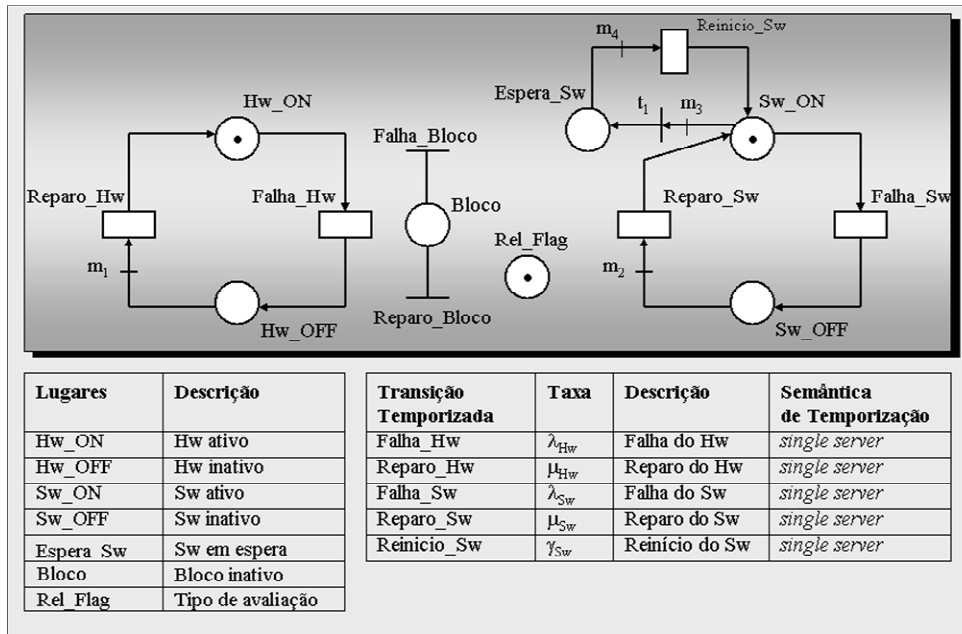 m4
Reinicio_Sw
Hw_ON
Espera_Sw
t1
m3
Sw_ON
Falha_Bloco
Reparo_Hw
Falha_Hw
Bloco
Reparo_Sw
Falha_Sw
Rel_Flag
m1
m2
Hw_OFF
Reparo_Bloco
Sw_OFF
Lugares Descrição
Hw_ON Hw ativo
Hw_OFF Hw inativo
Sw_ON Sw ativo
Sw_OFF Sw inativo
Espera_Sw Sw em espera
Bloco Bloco inativo
Rel_Flag Tipo de avaliação
Transição Taxa Descrição Semântica
Temporizada de Temporização
Falha_Hw λHw Falha do Hw single server
Reparo_Hw μHw Reparo do Hw single server
Falha_Sw λSw Falha do Sw single server
Reparo_Sw μSw Reparo do Sw single server
Reinicio_Sw γSw Reinício do Sw single server